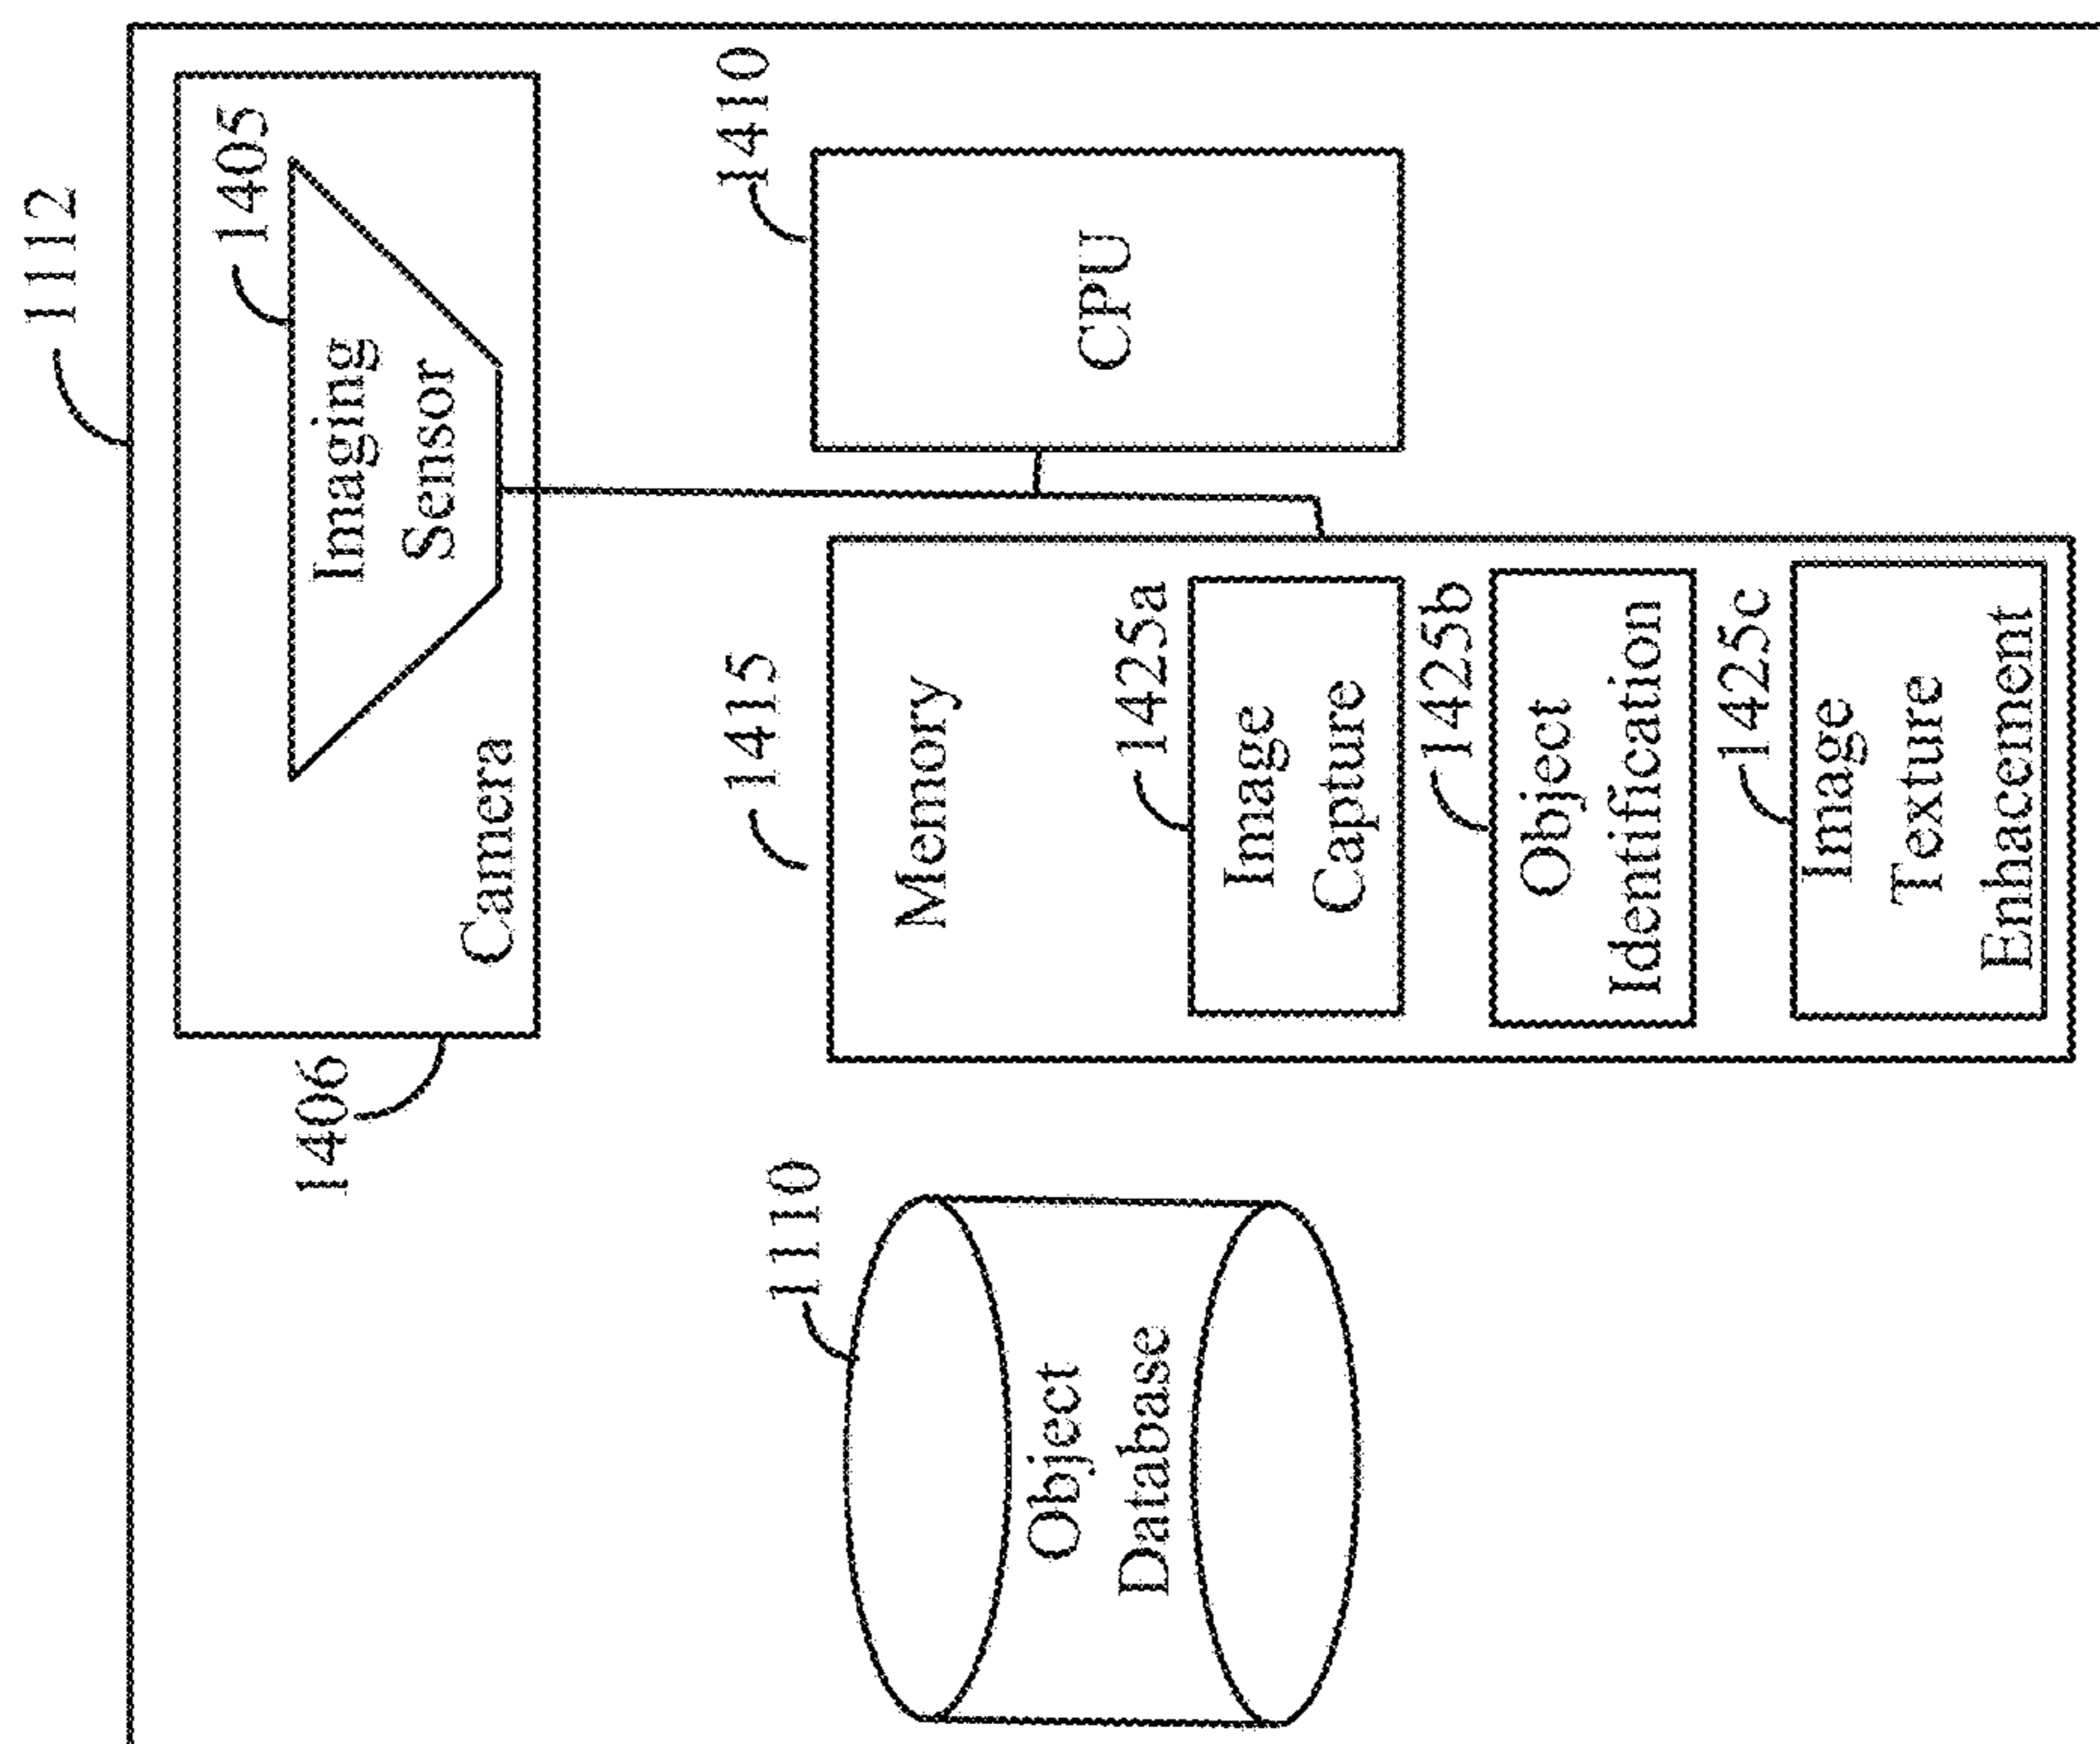 1112
1405
Imaging
Sensor
Camera
1406
1410
CPU
1415
Memory
1425a
Image
Capture
1425b
Object
Identification
1425c
Image
Texture
Enhacement
1110
Object
Database